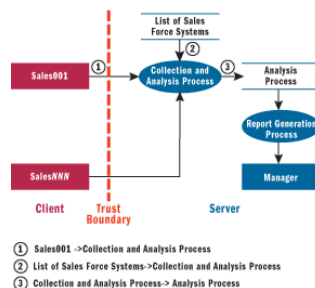 List of Sales
Force Systems
②
Sales001
①
Collection and
Analysis Process
③
Analysis
Process
Report Generation
Process
SalesNNN
Manager
Client
Trust
Boundary
Server
① Sales001 ->Collection and Analysis Process
② List of Sales Force Systems->Collection and Analysis Process
③ Collection and Analysis Process-> Analysis Process